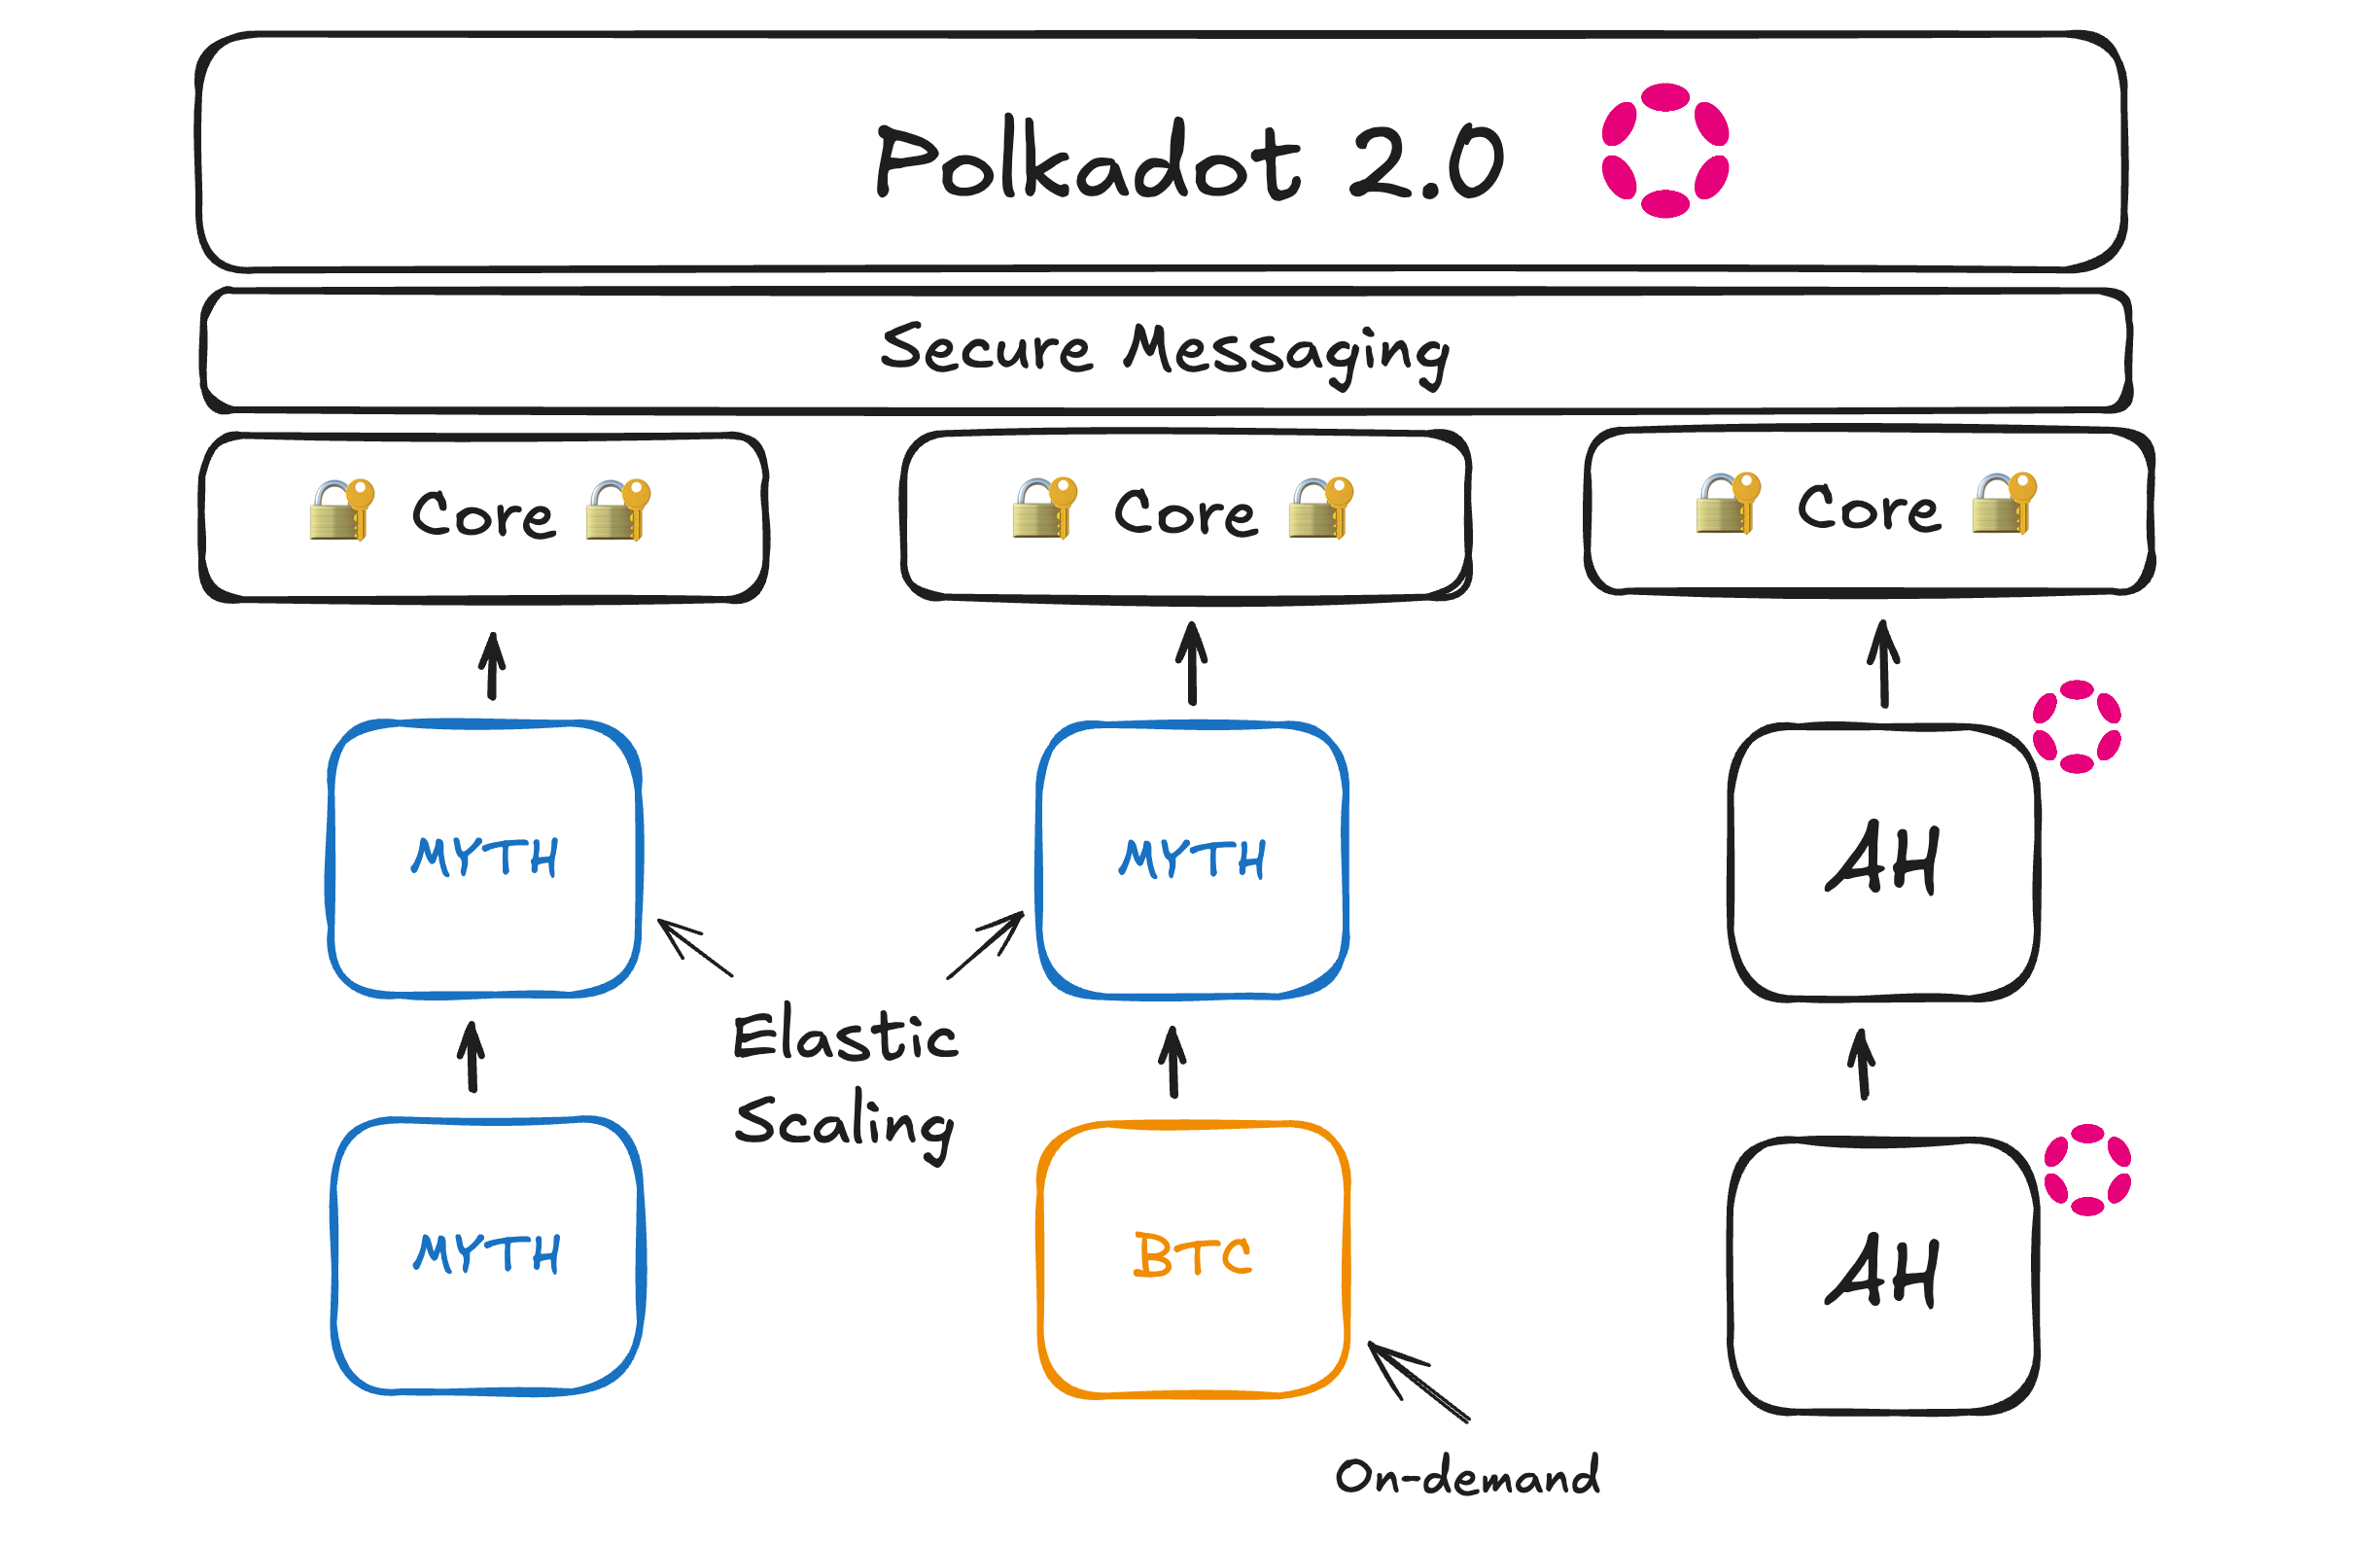 Polkadot 2.0
Secure Messaging
Core
Core
Core
MYTH
MYTH
AH
Elastic
Scaling
MYTH
BTC
AH
On-demand